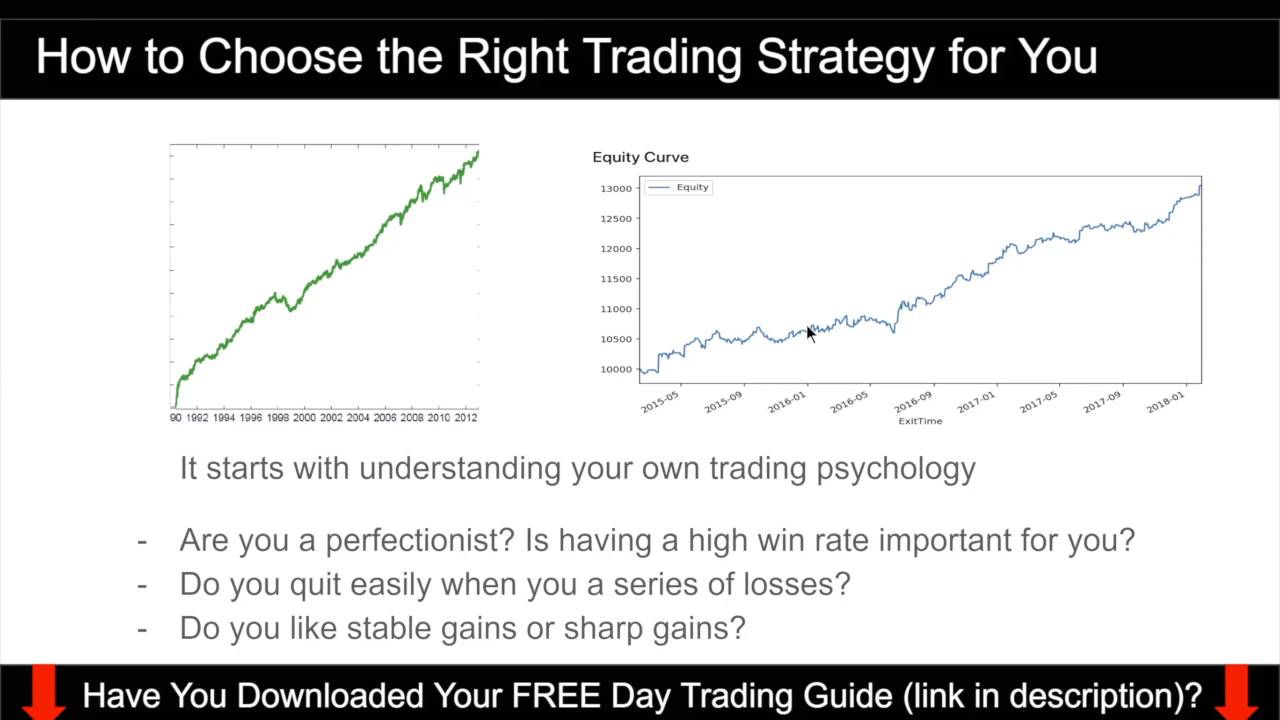 How to Choose the Right Trading Strategy for You
90 1992 1994 1996 1998 2000 2002 2004 2006 2008 2010 2012
Equity Curve
Equity
13000
12500
12000
11500
11000
10500
10000
2015-05 2015-09 2016-01 2016-05 2016-09 2017-01 2017-05 2017-09 2018-01
ExitTime
It starts with understanding your own trading psychology
- Are you a perfectionist? Is having a high win rate important for you?
- Do you quit easily when you a series of losses?
- Do you like stable gains or sharp gains?
Have You Downloaded Your FREE Day Trading Guide (link in description)?